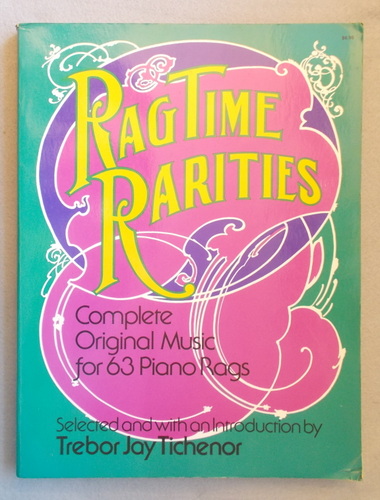 RAGTIME
RARITIES
Complete
Original Music
for 63 Piano Rags
Selected and with an Introduction by
Trebor Jay Tichenor